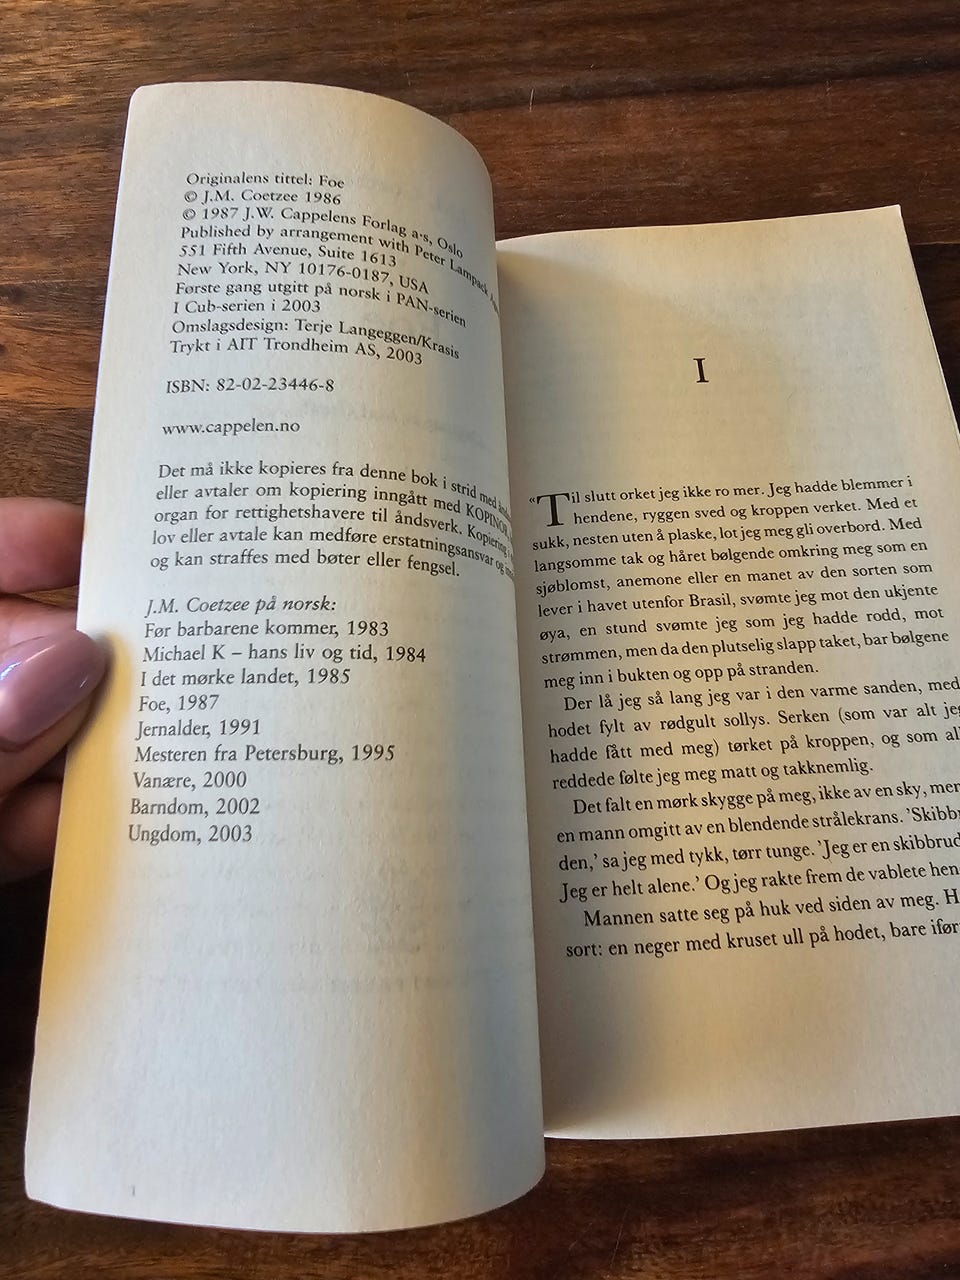 Originalens tittel: Foe
© J.M. Coetzee 1986
© 1987 J.W. Cappelens Forlag a·s, Oslo
Published by arrangement with Peter Lampack
551 Fifth Avenue, Suite 1613
New York, NY 10176-0187, USA
Første gang utgitt på norsk i PAN-serien
I Cub-serien i 2003
Omslagsdesign: Terje Langeggen/Krasis
Trykt i AIT Trondheim AS, 2003
ISBN: 82-02-23446-8
www.cappelen.no
Det må ikke kopieres fra denne bok i strid med
eller avtaler om kopiering inngått med KOPINOR,
organ for rettighetshavere til åndsverk. Kopiering i
lov eller avtale kan medføre erstatningsansvar og
og kan straffes med bøter eller fengsel.
J.M. Coetzee på norsk:
Før barbarene kommer, 1983
Michael K – hans liv og tid, 1984
I det mørke landet, 1985
Foe, 1987
Jernalder, 1991
Mesteren fra Petersburg, 1995
Vanære, 2000
Barndom, 2002
Ungdom, 2003
I
«Til slutt orket jeg ikke ro mer. Jeg hadde blemmer i
hendene, ryggen sved og kroppen verket. Med et
sukk, nesten uten å plaske, lot jeg meg gli overbord. Med
langsomme tak og håret bølgende omkring meg som en
sjøblomst, anemone eller en manet av den sorten som
lever i havet utenfor Brasil, svømte jeg mot den ukjente
øya, en stund svømte jeg som jeg hadde rodd, mot
strømmen, men da den plutselig slapp taket, bar bølgene
meg inn i bukten og opp på stranden.
Der lå jeg så lang jeg var i den varme sanden, med
hodet fylt av rødgult sollys. Serken (som var alt jeg
hadde fått med meg) tørket på kroppen, og som al
reddede følte jeg meg matt og takknemlig.
Det falt en mørk skygge på meg, ikke av en sky, men
en mann omgitt av en blendende strålekrans. 'Skibbr
den,' sa jeg med tykk, tørr tunge. 'Jeg er en skibbrud
Jeg er helt alene.' Og jeg rakte frem de vablete hen
Mannen satte seg på huk ved siden av meg. H
sort: en neger med kruset ull på hodet, bare ifør